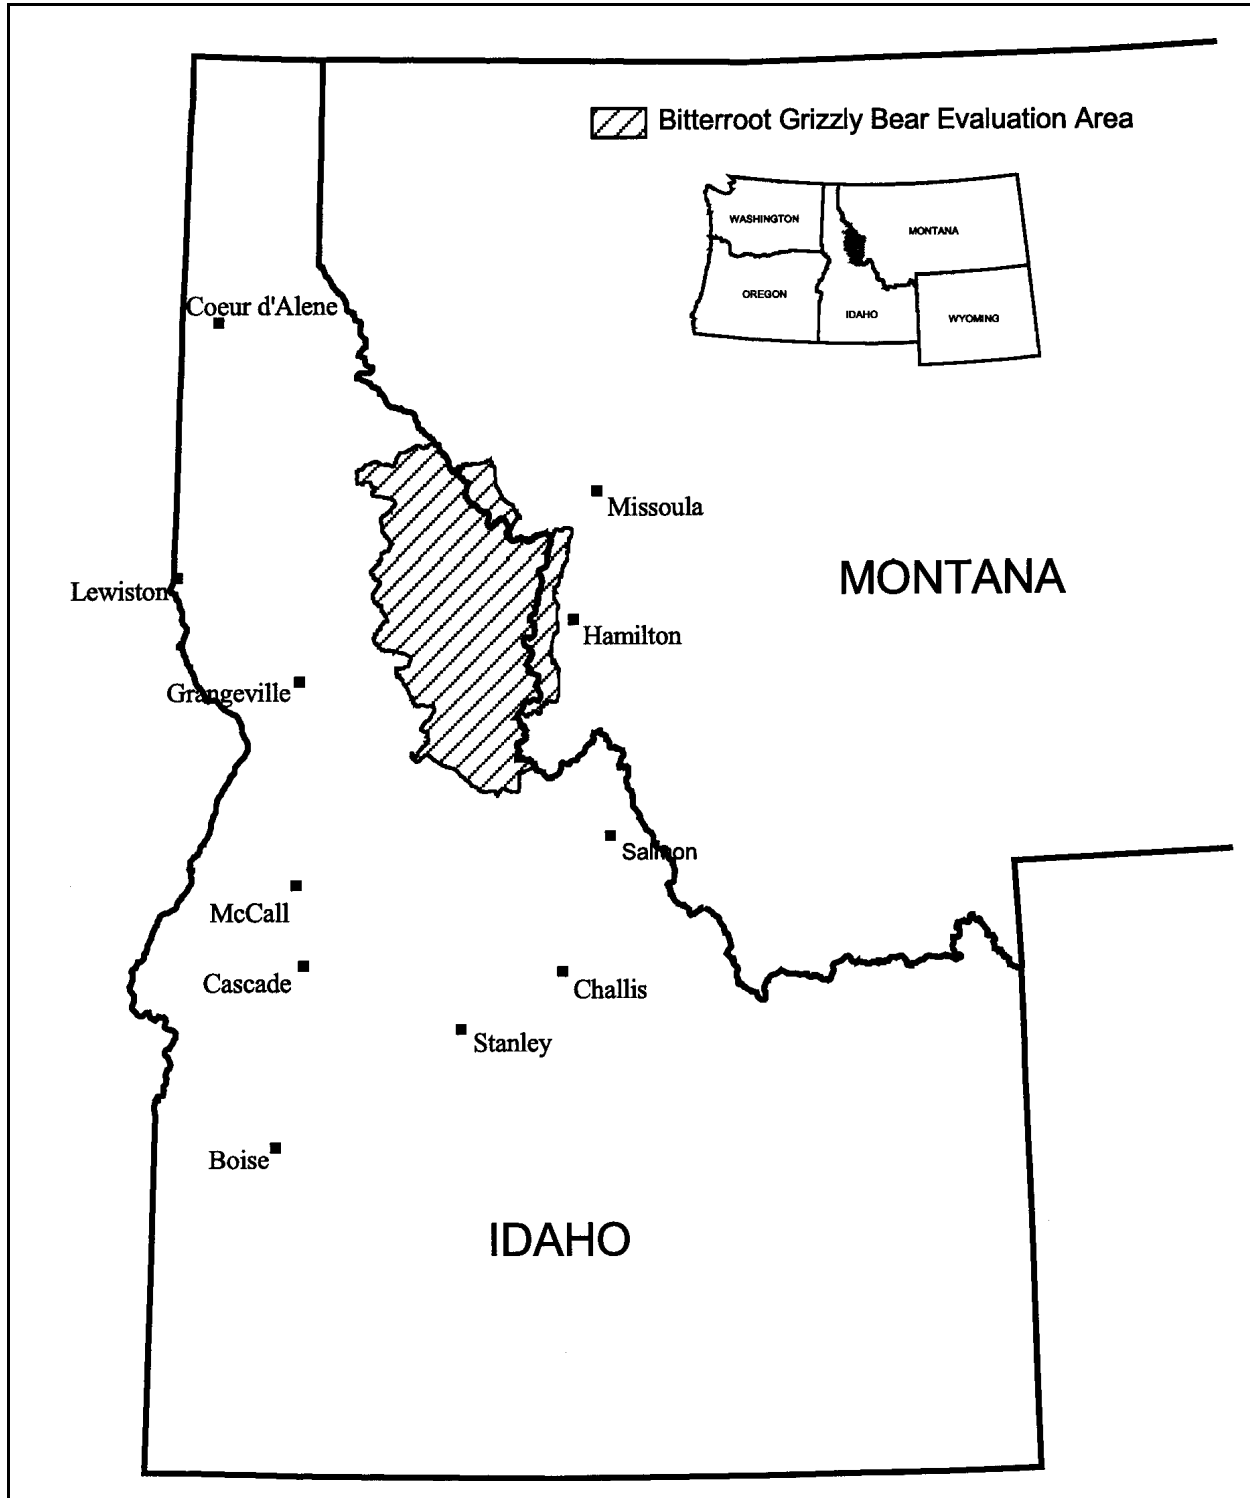 Bitterroot Grizzly Bear Evaluation Area
WASHINGTON
MONTANA
OREGON
IDAHO
WYOMING
Coeur d'Alene
Missoula
MONTANA
Lewiston
Hamilton
Grangeville
Salmon
McCall
Cascade
Challis
Stanley
Boise
IDAHO